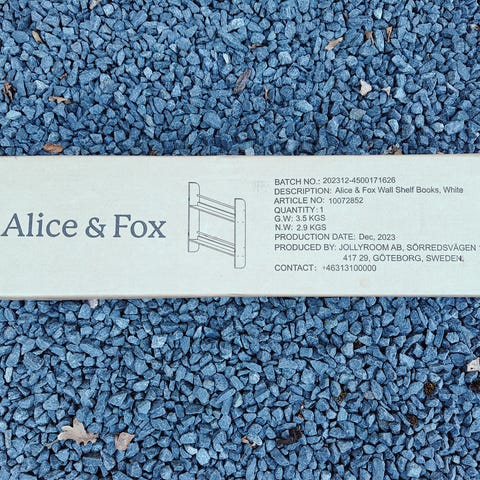 Alice & Fox
BATCH NO.: 202312-4500171626
DESCRIPTION: Alice & Fox Wall Shelf Books, White
ARTICLE NO: 10072852
QUANTITY: 1
G.W: 3.5 KGS
N.W: 2.9 KGS
PRODUCTION DATE: Dec, 2023
PRODUCED BY: JOLLYROOM AB, SÖRREDSVÄGEN 1
417 29, GÖTEBORG, SWEDEN.
CONTACT: +46313100000